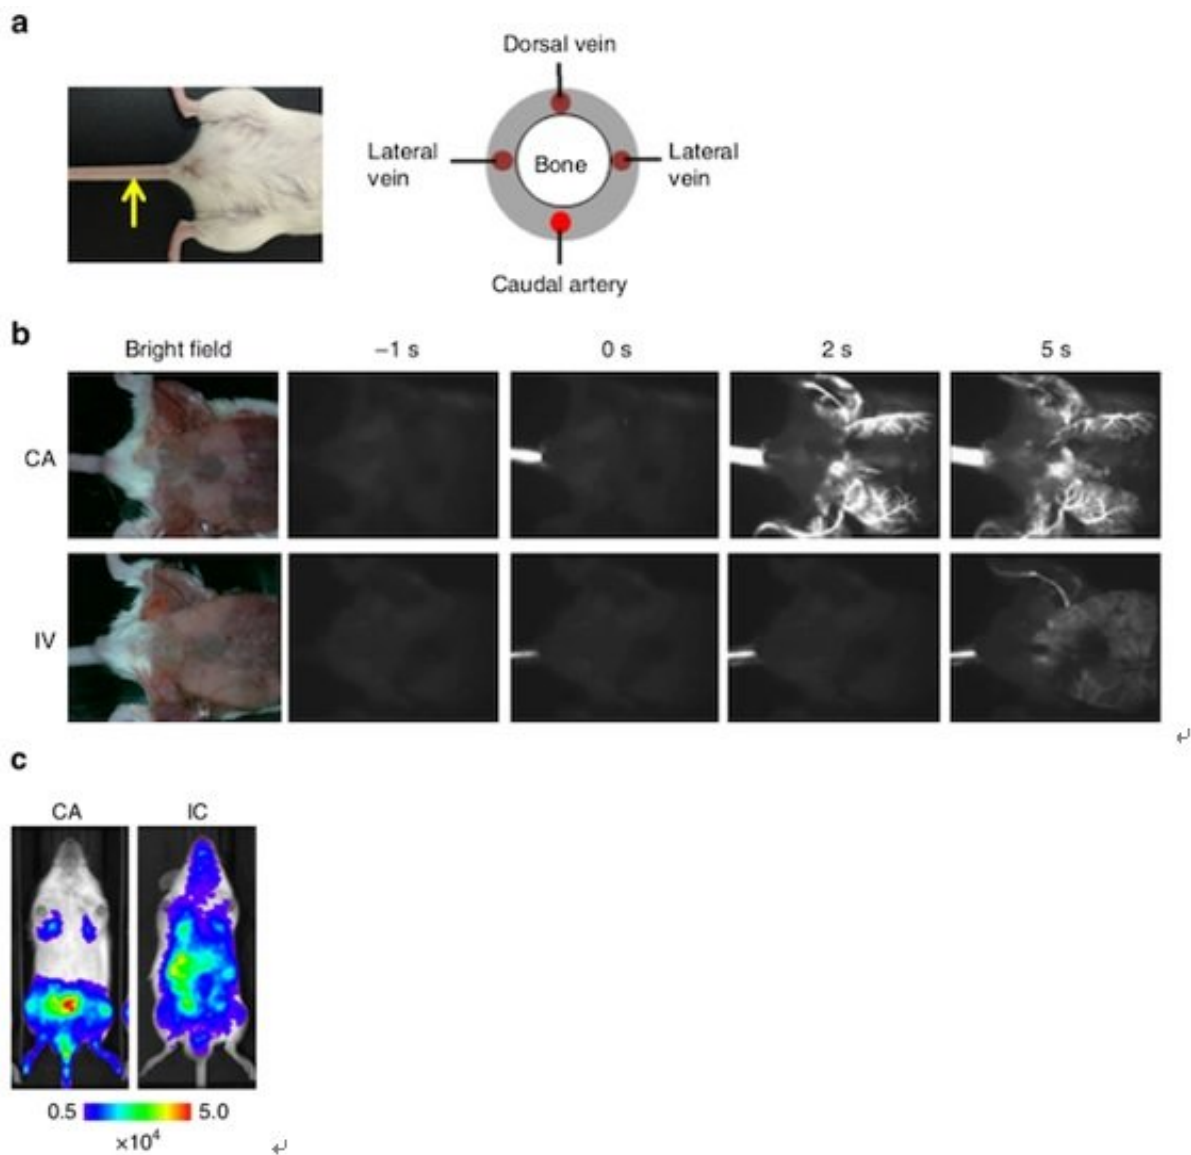 a
Dorsal vein
Lateral
vein
Bone
Lateral
vein
Caudal artery
b
Bright field
−1 s
0 s
2 s
5 s
CA
IV
c
CA
IC
0.5
5.0
×10⁴